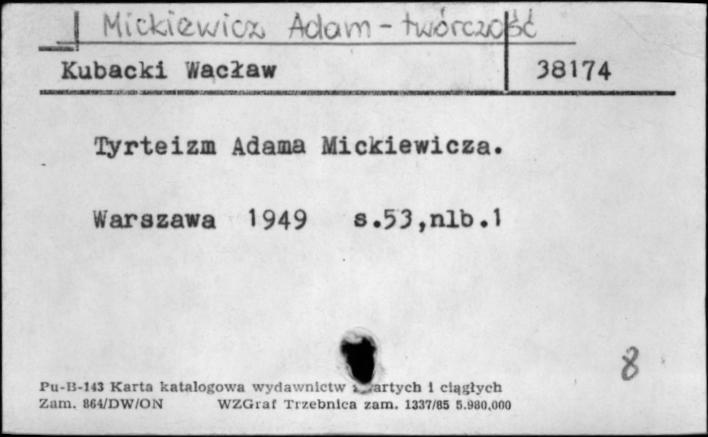 Mickiewicz Adam - twórczość
Kubacki Wacław 38174
Tyrteizm Adama Mickiewicza.
Warszawa 1949 s.53,nlb.1
8
Pu-B-143 Karta katalogowa wydawnictw i ciągłych
Zam. 864/DW/ON WZGraf Trzebnica zam. 1337/85 5.980.000